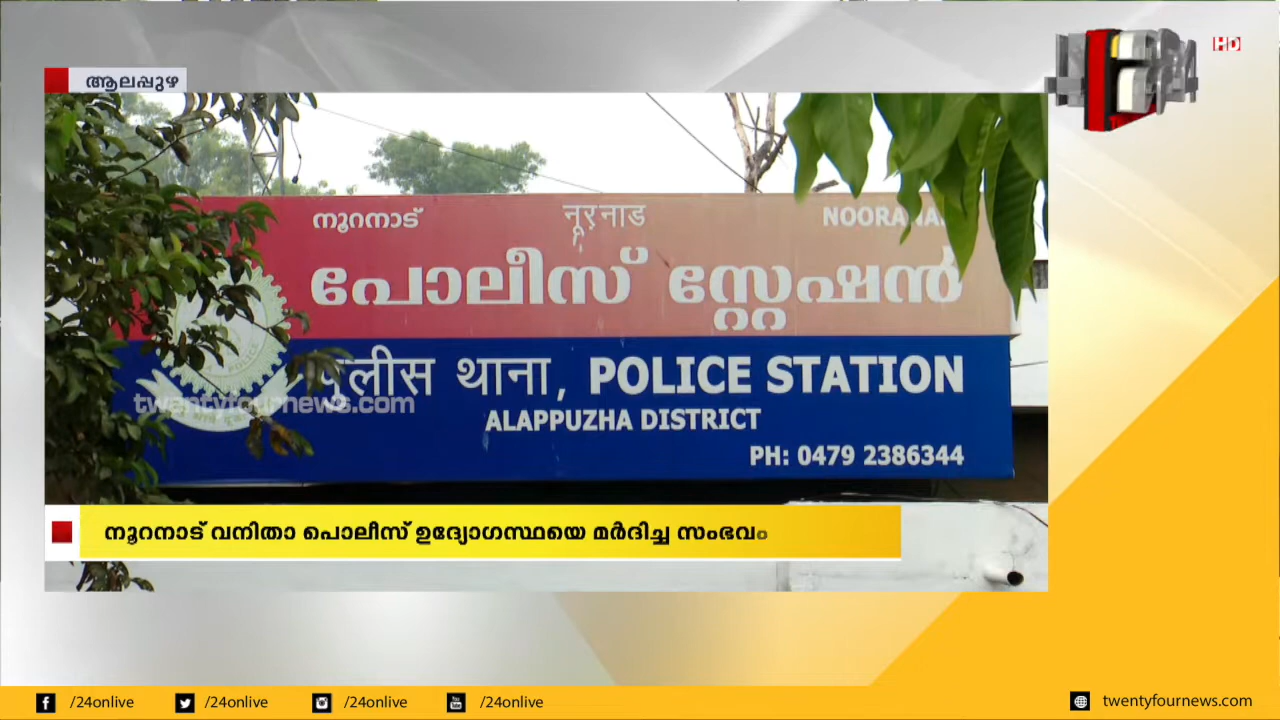 ആലപ്പുഴ
24
HD
നൂറനാട് नूरनाड
പോലീസ് സ്റ്റേഷൻ
थाना, POLICE STATION
twentyfournews.com
ALAPPUZHA DISTRICT
PH: 0479 2386344
നൂറനാട് വനിതാ പൊലീസ് ഉദ്യോഗസ്ഥയെ മർദിച്ച സംഭവം
/24onlive /24onlive /24onlive /24onlive twentyfournews.com